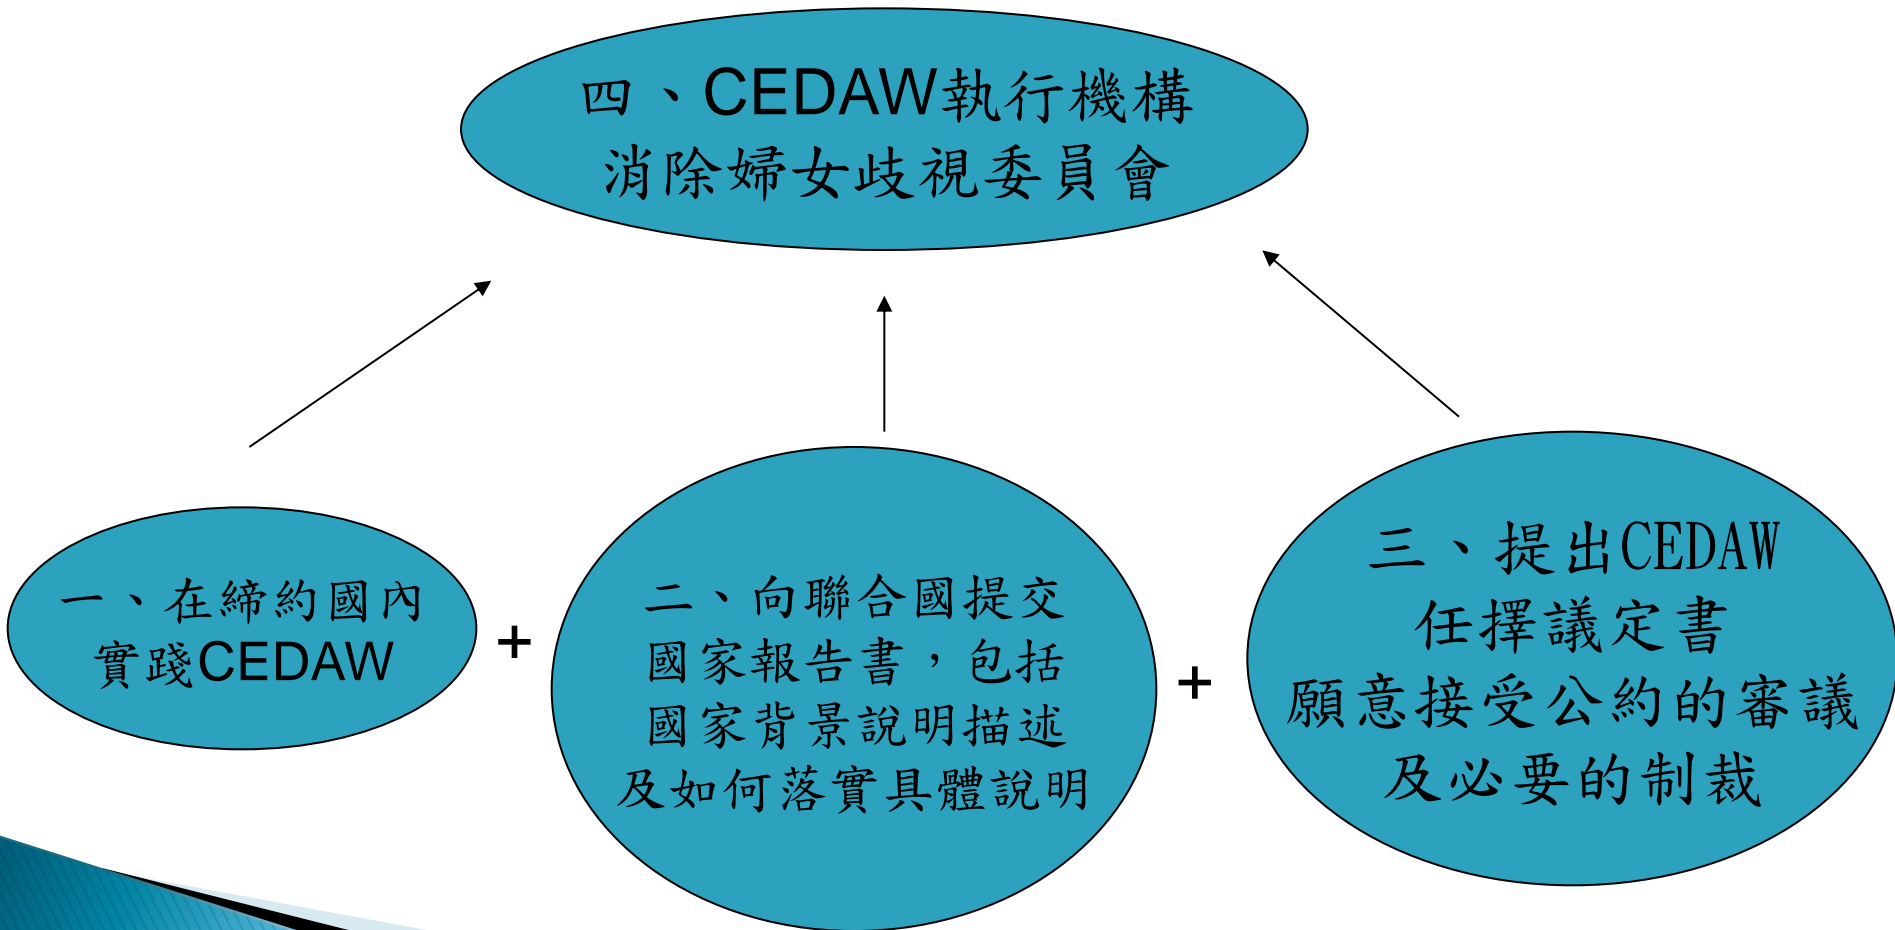 四、CEDAW執行機構
消除婦女歧視委員會
一、在締約國內
實踐CEDAW
+
二、向聯合國提交
國家報告書，包括
國家背景說明描述
及如何落實具體說明
+
三、提出CEDAW
任擇議定書
願意接受公約的審議
及必要的制裁